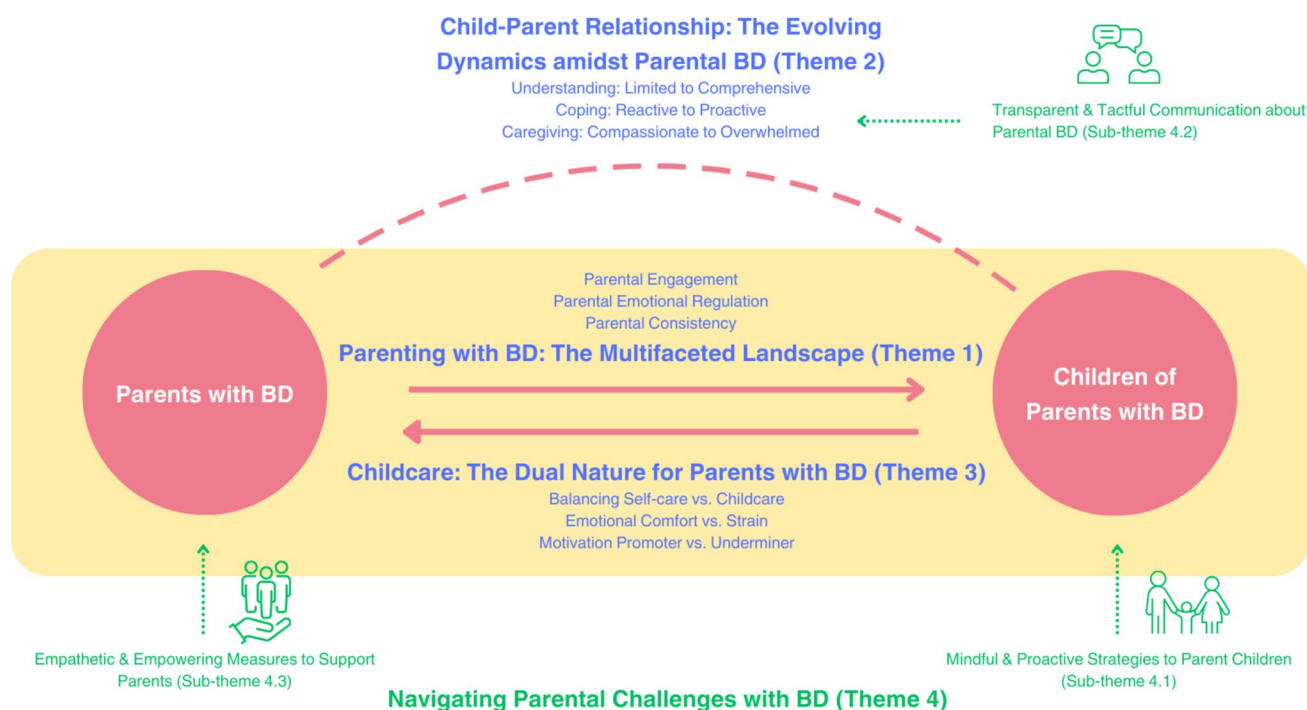 Child-Parent Relationship: The Evolving
Dynamics amidst Parental BD (Theme 2)
Understanding: Limited to Comprehensive
Coping: Reactive to Proactive
Caregiving: Compassionate to Overwhelmed
Transparent & Tactful Communication about
Parental BD (Sub-theme 4.2)
Parental Engagement
Parental Emotional Regulation
Parental Consistency
Parenting with BD: The Multifaceted Landscape (Theme 1)
Parents with BD
Children of
Parents with BD
Childcare: The Dual Nature for Parents with BD (Theme 3)
Balancing Self-care vs. Childcare
Emotional Comfort vs. Strain
Motivation Promoter vs. Underminer
Empathetic & Empowering Measures to Support
Parents (Sub-theme 4.3)
Mindful & Proactive Strategies to Parent Children
(Sub-theme 4.1)
Navigating Parental Challenges with BD (Theme 4)